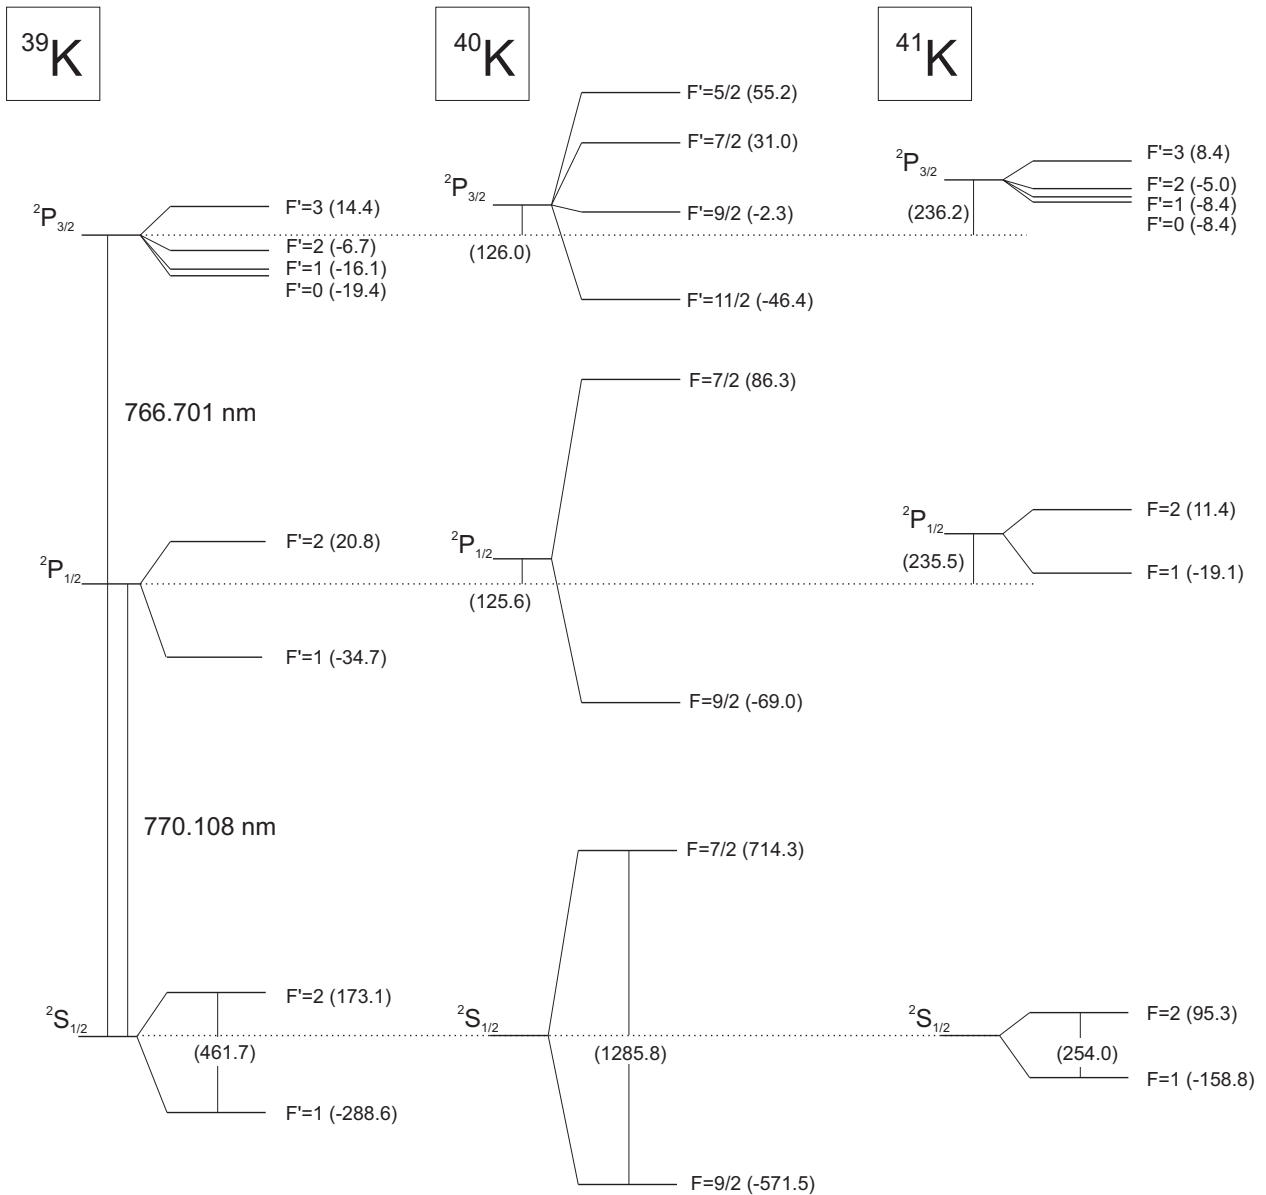 39K
40K
41K
2P3/2
F'=3 (14.4)
F'=2 (-6.7)
F'=1 (-16.1)
F'=0 (-19.4)
2P3/2
(126.0)
F'=5/2 (55.2)
F'=7/2 (31.0)
F'=9/2 (-2.3)
F'=11/2 (-46.4)
2P3/2
(236.2)
F'=3 (8.4)
F'=2 (-5.0)
F'=1 (-8.4)
F'=0 (-8.4)
766.701 nm
2P1/2
F'=2 (20.8)
F'=1 (-34.7)
2P1/2
(125.6)
F=7/2 (86.3)
F=9/2 (-69.0)
2P1/2
(235.5)
F=2 (11.4)
F=1 (-19.1)
770.108 nm
2S1/2
F'=2 (173.1)
(461.7)
F'=1 (-288.6)
2S1/2
F=7/2 (714.3)
(1285.8)
F=9/2 (-571.5)
2S1/2
F=2 (95.3)
(254.0)
F=1 (-158.8)